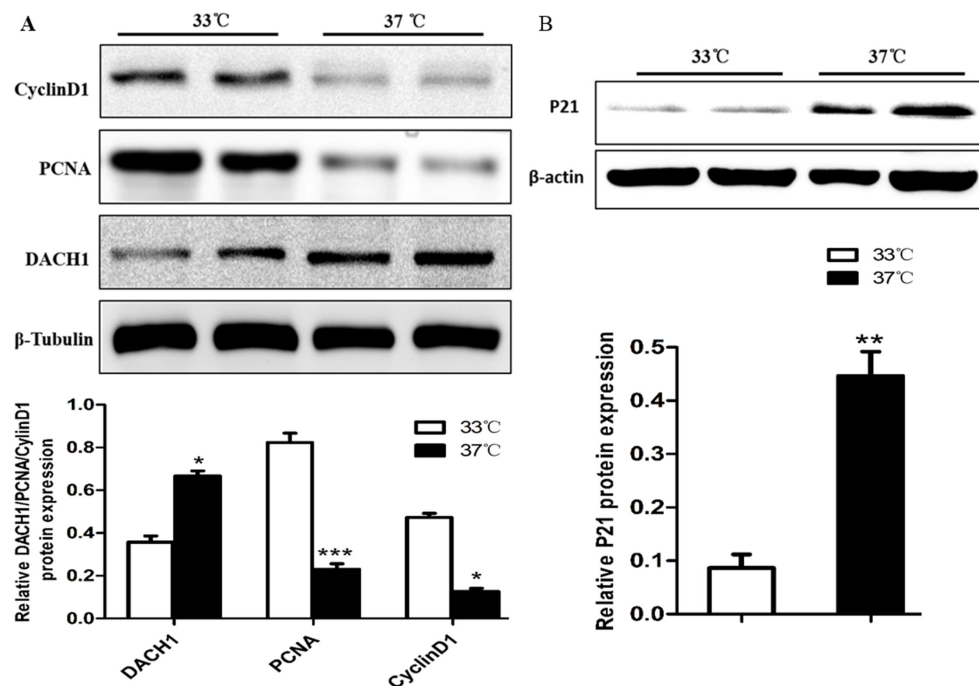 A
33℃
37℃
CyclinD1
PCNA
DACH1
β-Tubulin
Relative DACH1/PCNA/CylinD1
protein expression
1.0
0.8
0.6
0.4
0.2
0.0
*
***
*
33℃
37℃
DACH1
PCNA
CyclinD1
B
33℃
37℃
P21
β-actin
33℃
37℃
Relative P21 protein expression
0.5
0.4
0.3
0.2
0.1
0.0
**